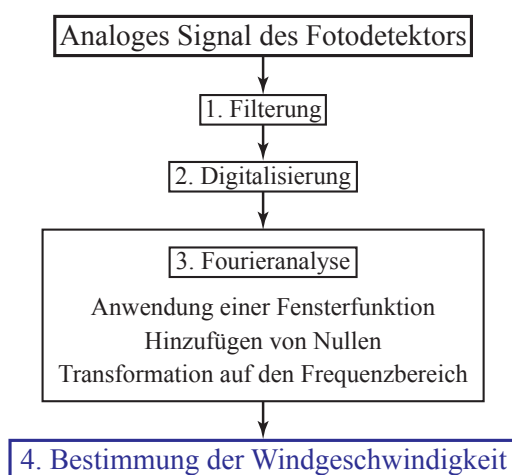 Analoges Signal des Fotodetektors
1. Filterung
2. Digitalisierung
3. Fourieranalyse
Anwendung einer Fensterfunktion
Hinzufügen von Nullen
Transformation auf den Frequenzbereich
4. Bestimmung der Windgeschwindigkeit